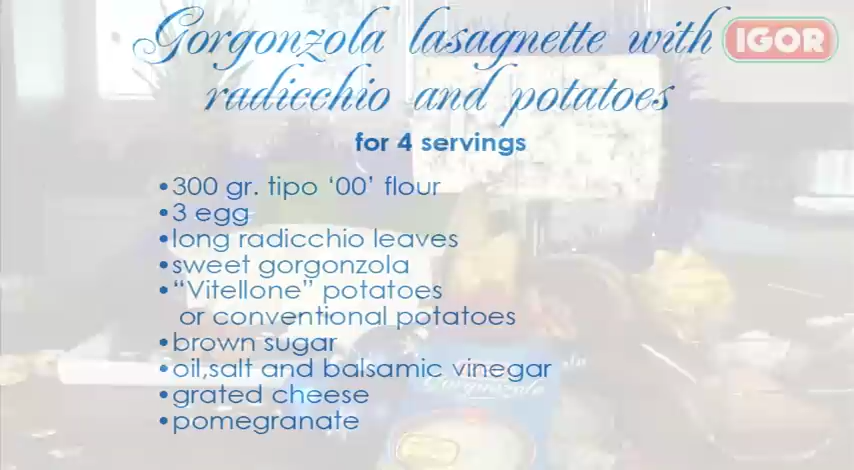 Gorgonzola lasagnette with
IGOR
radicchio and potatoes
for 4 servings
•300 gr. tipo ‘00’ flour
•3 egg
•long radicchio leaves
•sweet gorgonzola
•“Vitellone” potatoes
or conventional potatoes
•brown sugar
•oil,salt and balsamic vinegar
•grated cheese
•pomegranate
Gorgonzola